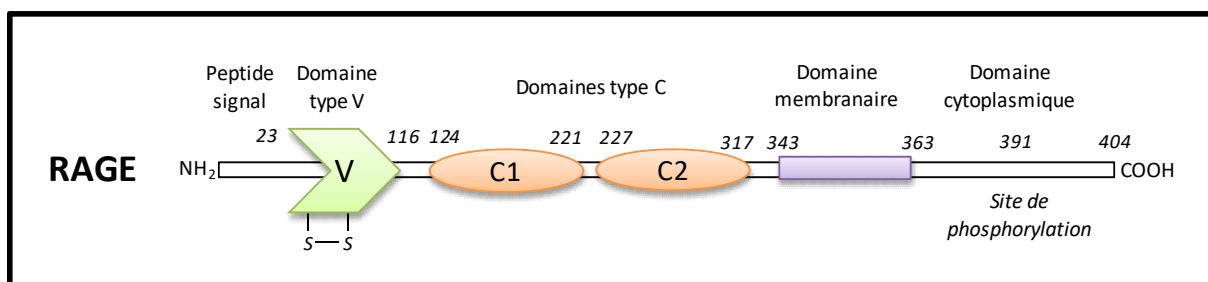 Peptide signal
Domaine type V
Domaines type C
Domaine membranaire
Domaine cytoplasmique
23 116 124 221 227 317 343 363 391 404
RAGE NH2 V C1 C2 COOH
S S
Site de phosphorylation